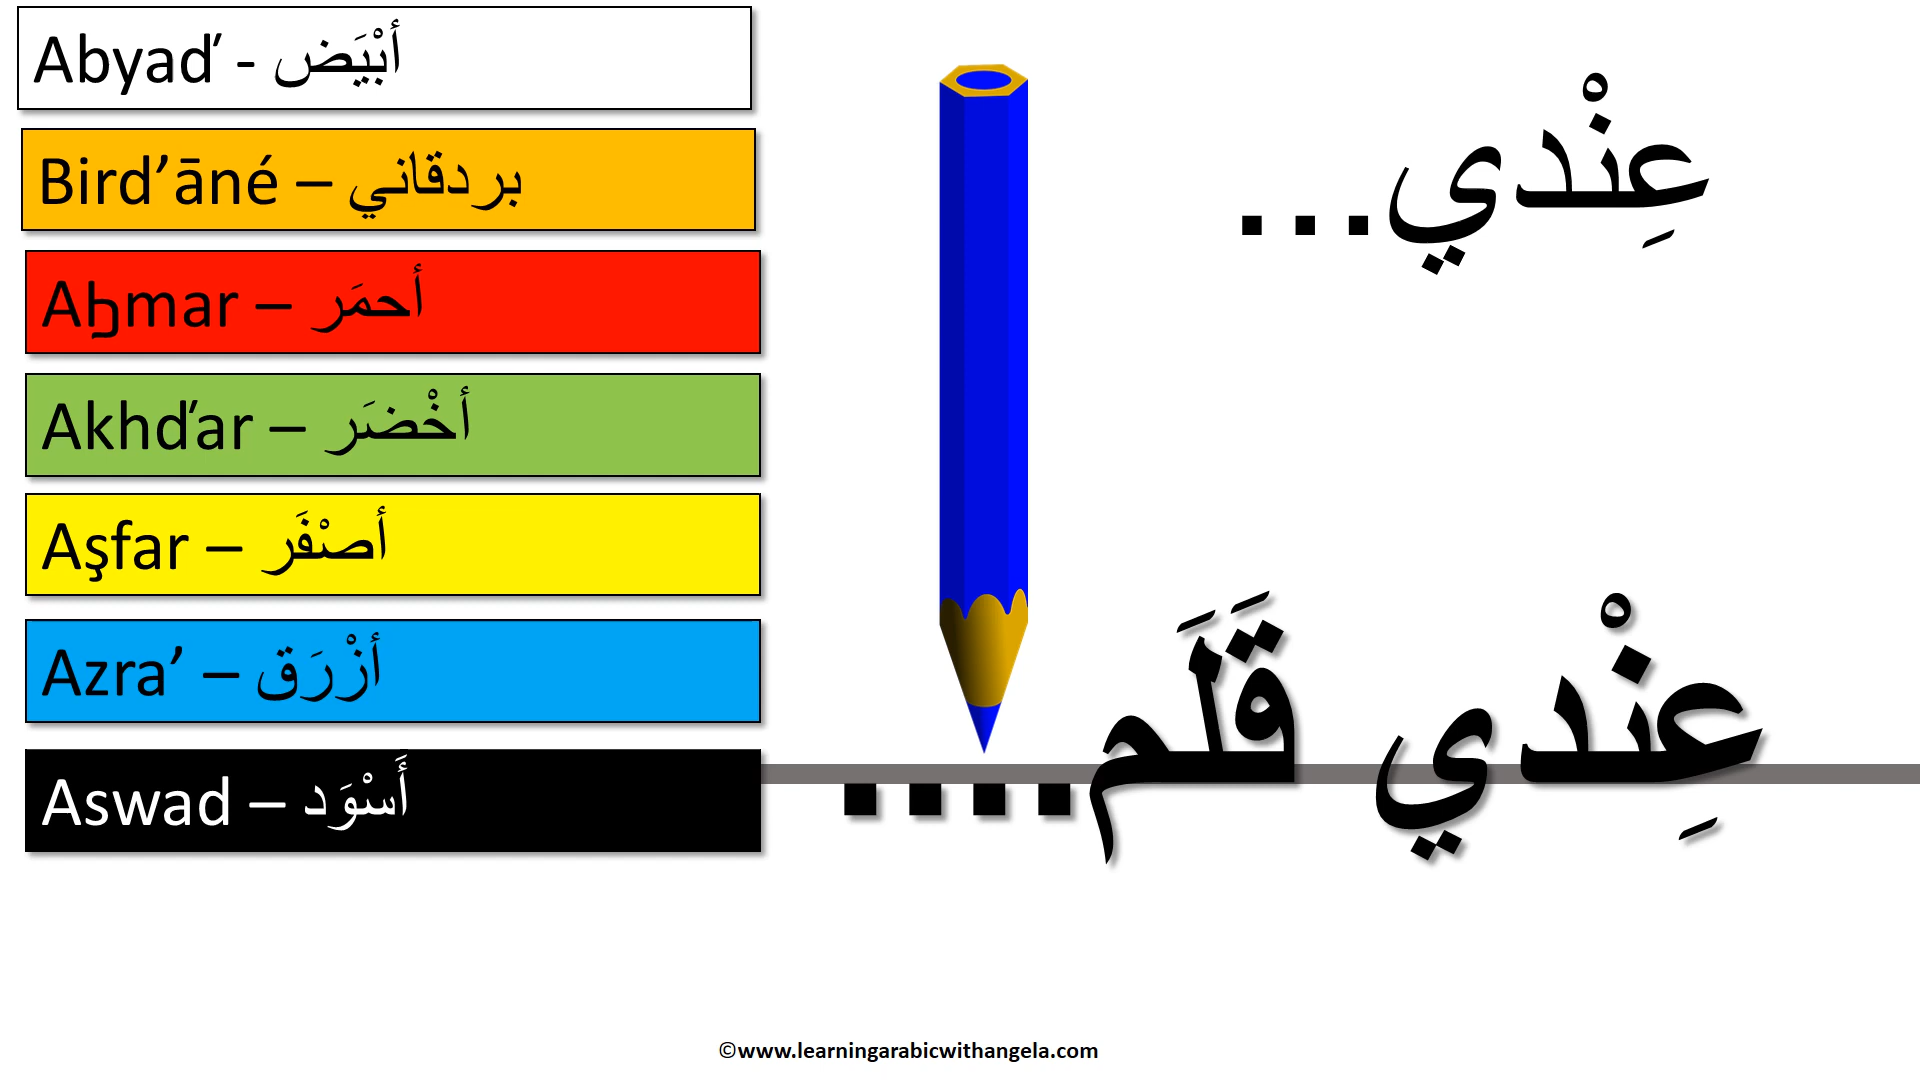 Abyaď - أبْيَض
Bird’āné – بردقاني
Aḫmar – أحمَر
Akhďar – أخْضَر
Aşfar – أصْفَر
Azra’ – أزْرَق
Aswad – أَسْوَد
عِنْدي...
عِنْدي قَلَم....
©www.learningarabicwithangela.com